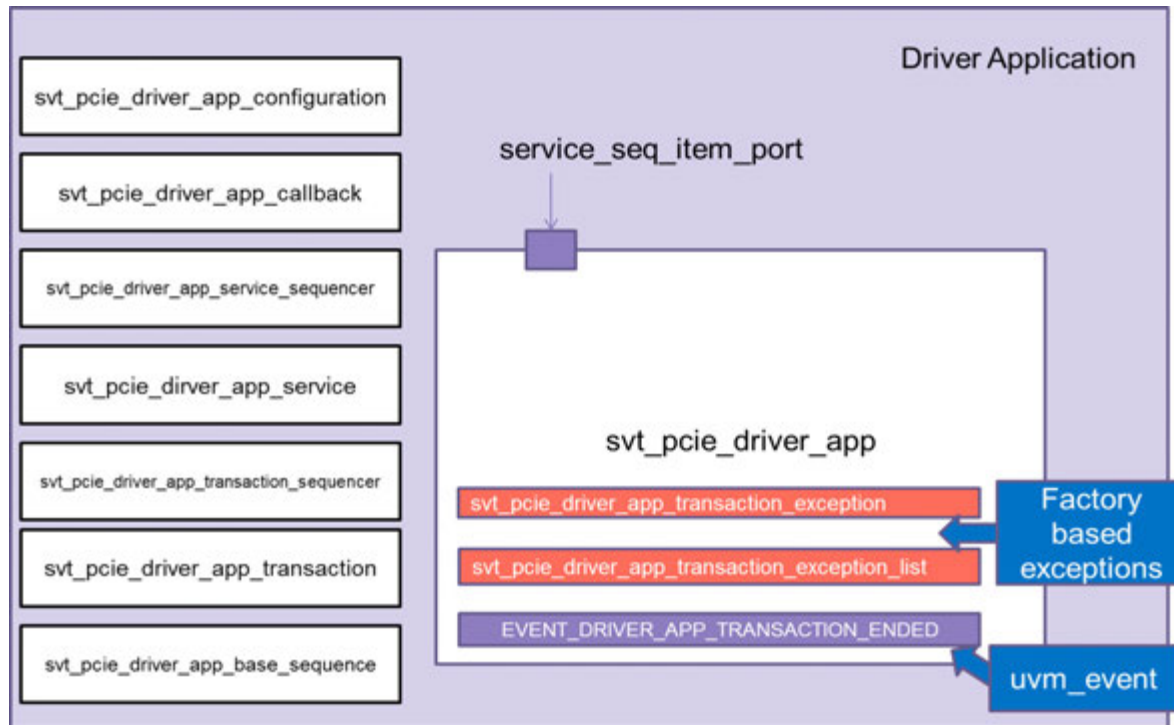 Driver Application
svt_pcie_driver_app_configuration
svt_pcie_driver_app_callback
svt_pcie_driver_app_service_sequencer
svt_pcie_dirver_app_service
svt_pcie_driver_app_transaction_sequencer
svt_pcie_driver_app_transaction
svt_pcie_driver_app_base_sequence
service_seq_item_port
svt_pcie_driver_app
svt_pcie_driver_app_transaction_exception
svt_pcie_driver_app_transaction_exception_list
EVENT_DRIVER_APP_TRANSACTION_ENDED
Factory
based
exceptions
uvm_event